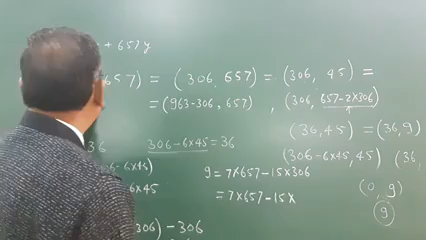 + 657y
657) = (306, 657) = (306, 45) =
= (963-306, 657) , (306, 657-2×306)
(36, 45) = (36, 9)
36 306-6×45 = 36
(306-6×45, 45) (36,
-6×45) 9 = 7×657-15×306
6×45 = 7×657-15×
(0, 9)
9
306) - 306